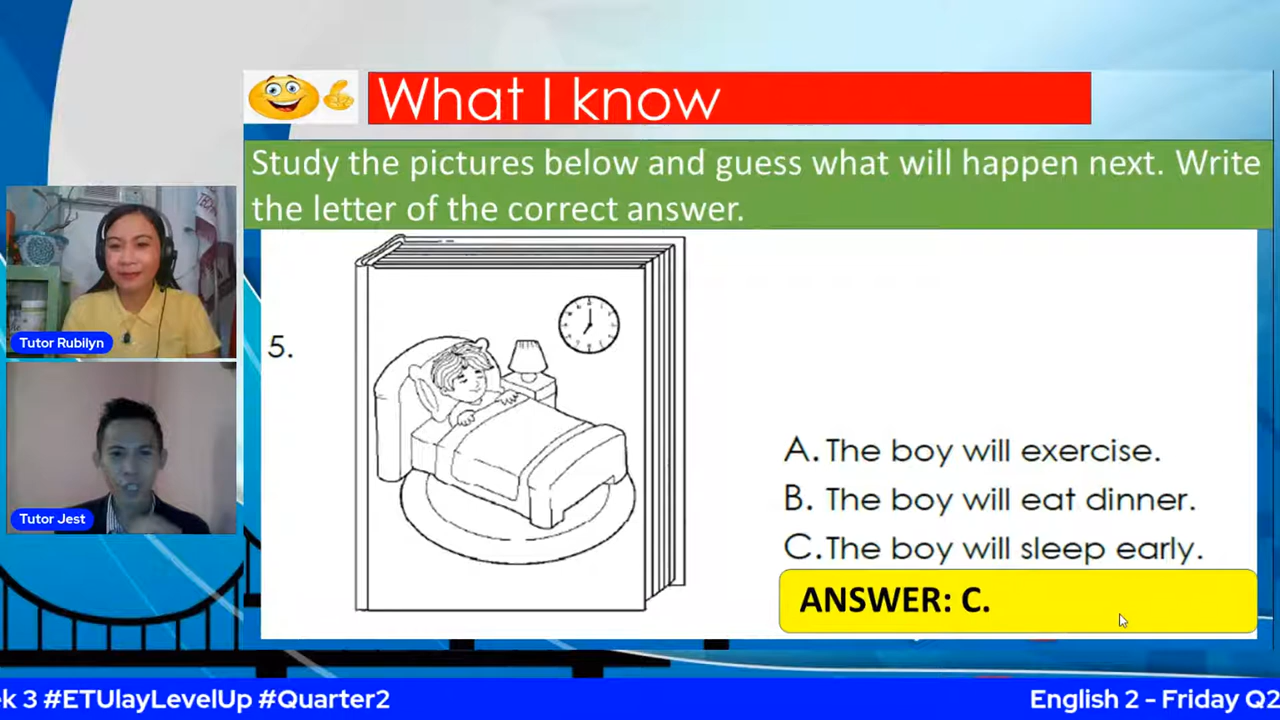 What I know
Study the pictures below and guess what will happen next. Write
the letter of the correct answer.
5.
A. The boy will exercise.
B. The boy will eat dinner.
C. The boy will sleep early.
ANSWER: C.
Tutor Rubilyn
Tutor Jest
ek 3 #ETUlayLevelUp #Quarter2
English 2 - Friday Q2